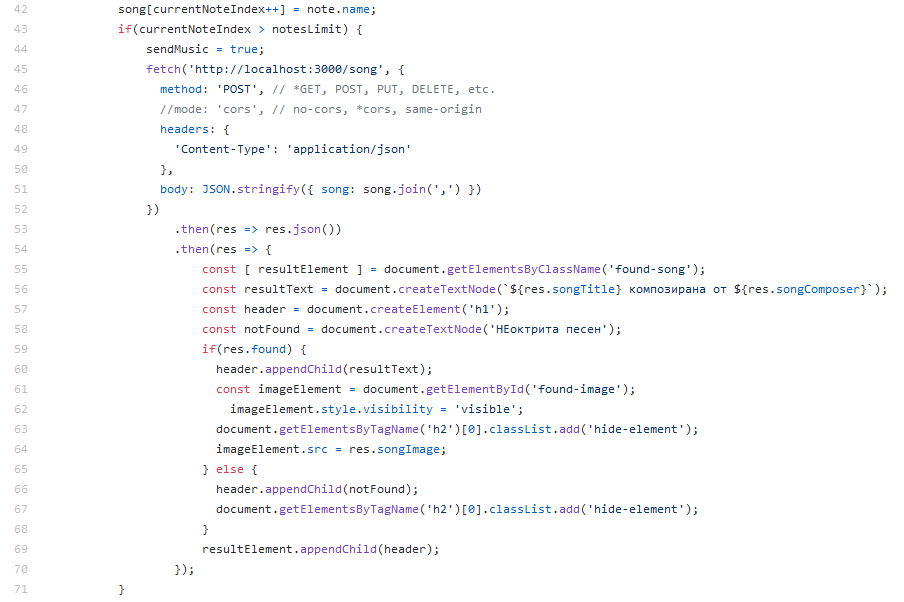 42 song[currentNoteIndex++] = note.name;
43 if(currentNoteIndex > notesLimit) {
44 sendMusic = true;
45 fetch('http://localhost:3000/song', {
46 method: 'POST', // *GET, POST, PUT, DELETE, etc.
47 //mode: 'cors', // no-cors, *cors, same-origin
48 headers: {
49 'Content-Type': 'application/json'
50 },
51 body: JSON.stringify({ song: song.join(',') })
52 })
53 .then(res => res.json())
54 .then(res => {
55 const [ resultElement ] = document.getElementsByClassName('found-song');
56 const resultText = document.createTextNode(`${res.songTitle} композирана от ${res.songComposer}`);
57 const header = document.createElement('h1');
58 const notFound = document.createTextNode('НЕоктрита песен');
59 if(res.found) {
60 header.appendChild(resultText);
61 const imageElement = document.getElementById('found-image');
62 imageElement.style.visibility = 'visible';
63 document.getElementsByTagName('h2')[0].classList.add('hide-element');
64 imageElement.src = res.songImage;
65 } else {
66 header.appendChild(notFound);
67 document.getElementsByTagName('h2')[0].classList.add('hide-element');
68 }
69 resultElement.appendChild(header);
70 });
71 }